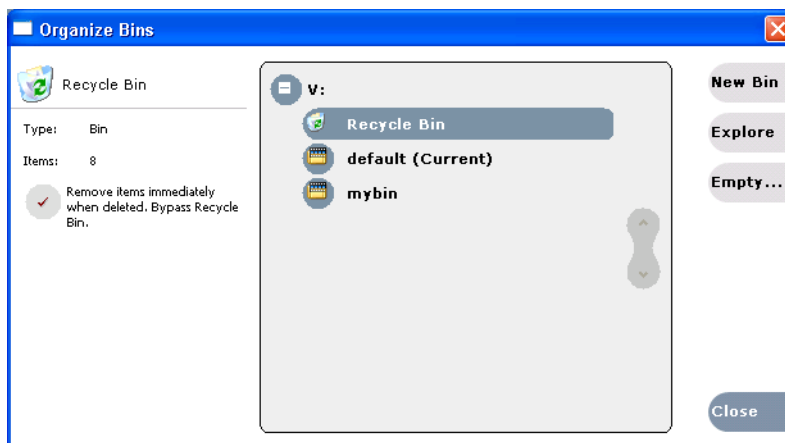 Organize Bins
Recycle Bin
Type: Bin
Items: 8
Remove items immediately
when deleted. Bypass Recycle
Bin.
V:
Recycle Bin
default (Current)
mybin
New Bin
Explore
Empty...
Close